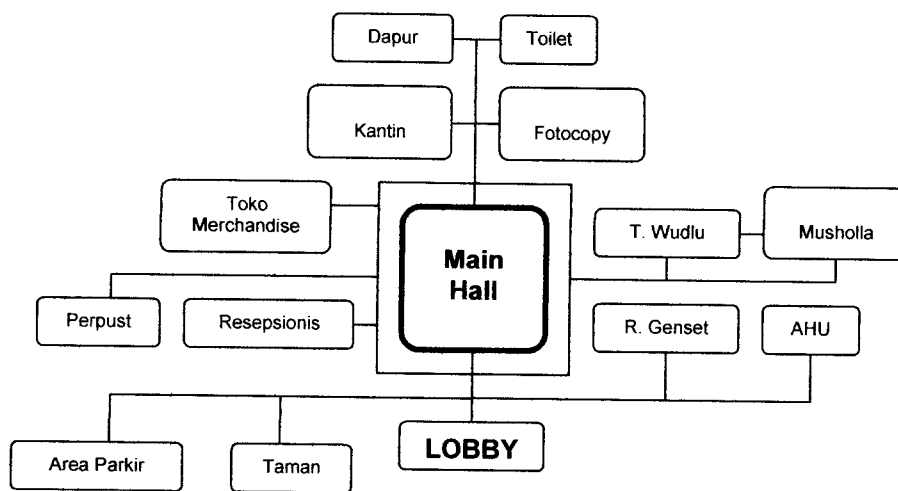 Dapur
Toilet
Kantin
Fotocopy
Toko
Merchandise
Main
Hall
T. Wudlu
Musholla
Perpust
Resepsionis
R. Genset
AHU
Area Parkir
Taman
LOBBY